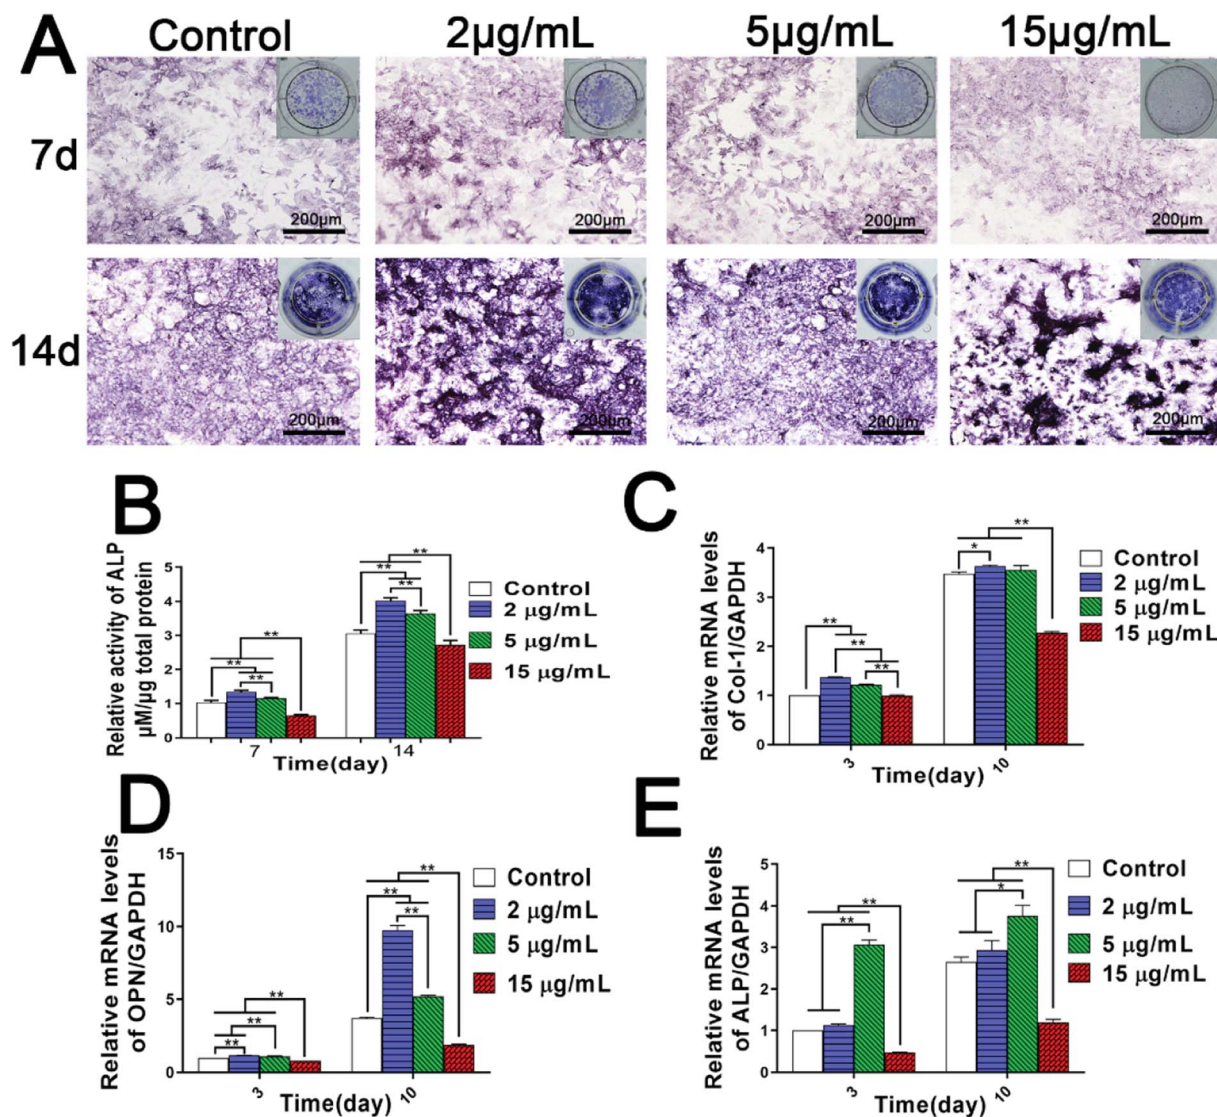 A
Control 2µg/mL 5µg/mL 15µg/mL
7d
200µm 200µm 200µm 200µm
14d
200µm 200µm 200µm 200µm
B
Relative activity of ALP
µM/µg total protein
5
4
3
2
1
0
** ** ** ** ** **
7 14
Time(day)
Control
2 µg/mL
5 µg/mL
15 µg/mL
C
Relative mRNA levels
of Col-1/GAPDH
4
3
2
1
0
** ** ** * **
3 10
Time(day)
Control
2 µg/mL
5 µg/mL
15 µg/mL
D
Relative mRNA levels
of OPN/GAPDH
15
10
5
0
** ** ** ** ** **
3 10
Time(day)
Control
2 µg/mL
5 µg/mL
15 µg/mL
E
Relative mRNA levels
of ALP/GAPDH
5
4
3
2
1
0
** ** * **
3 10
Time(day)
Control
2 µg/mL
5 µg/mL
15 µg/mL